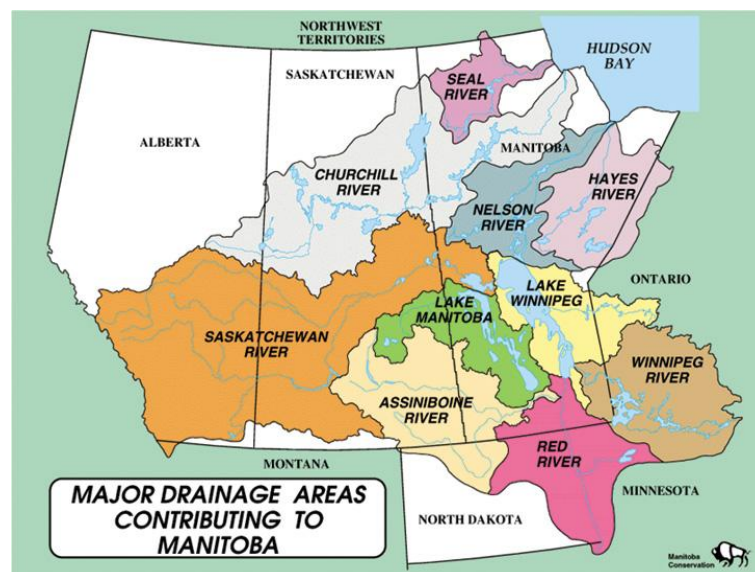 NORTHWEST
TERRITORIES
HUDSON
BAY
SASKATCHEWAN
SEAL
RIVER
ALBERTA
MANITOBA
CHURCHILL
RIVER
HAYES
RIVER
NELSON
RIVER
ONTARIO
LAKE
WINNIPEG
LAKE
MANITOBA
SASKATCHEWAN
RIVER
WINNIPEG
RIVER
ASSINIBOINE
RIVER
RED
RIVER
MONTANA
MINNESOTA
NORTH DAKOTA
MAJOR DRAINAGE AREAS
CONTRIBUTING TO
MANITOBA
Manitoba
Conservation